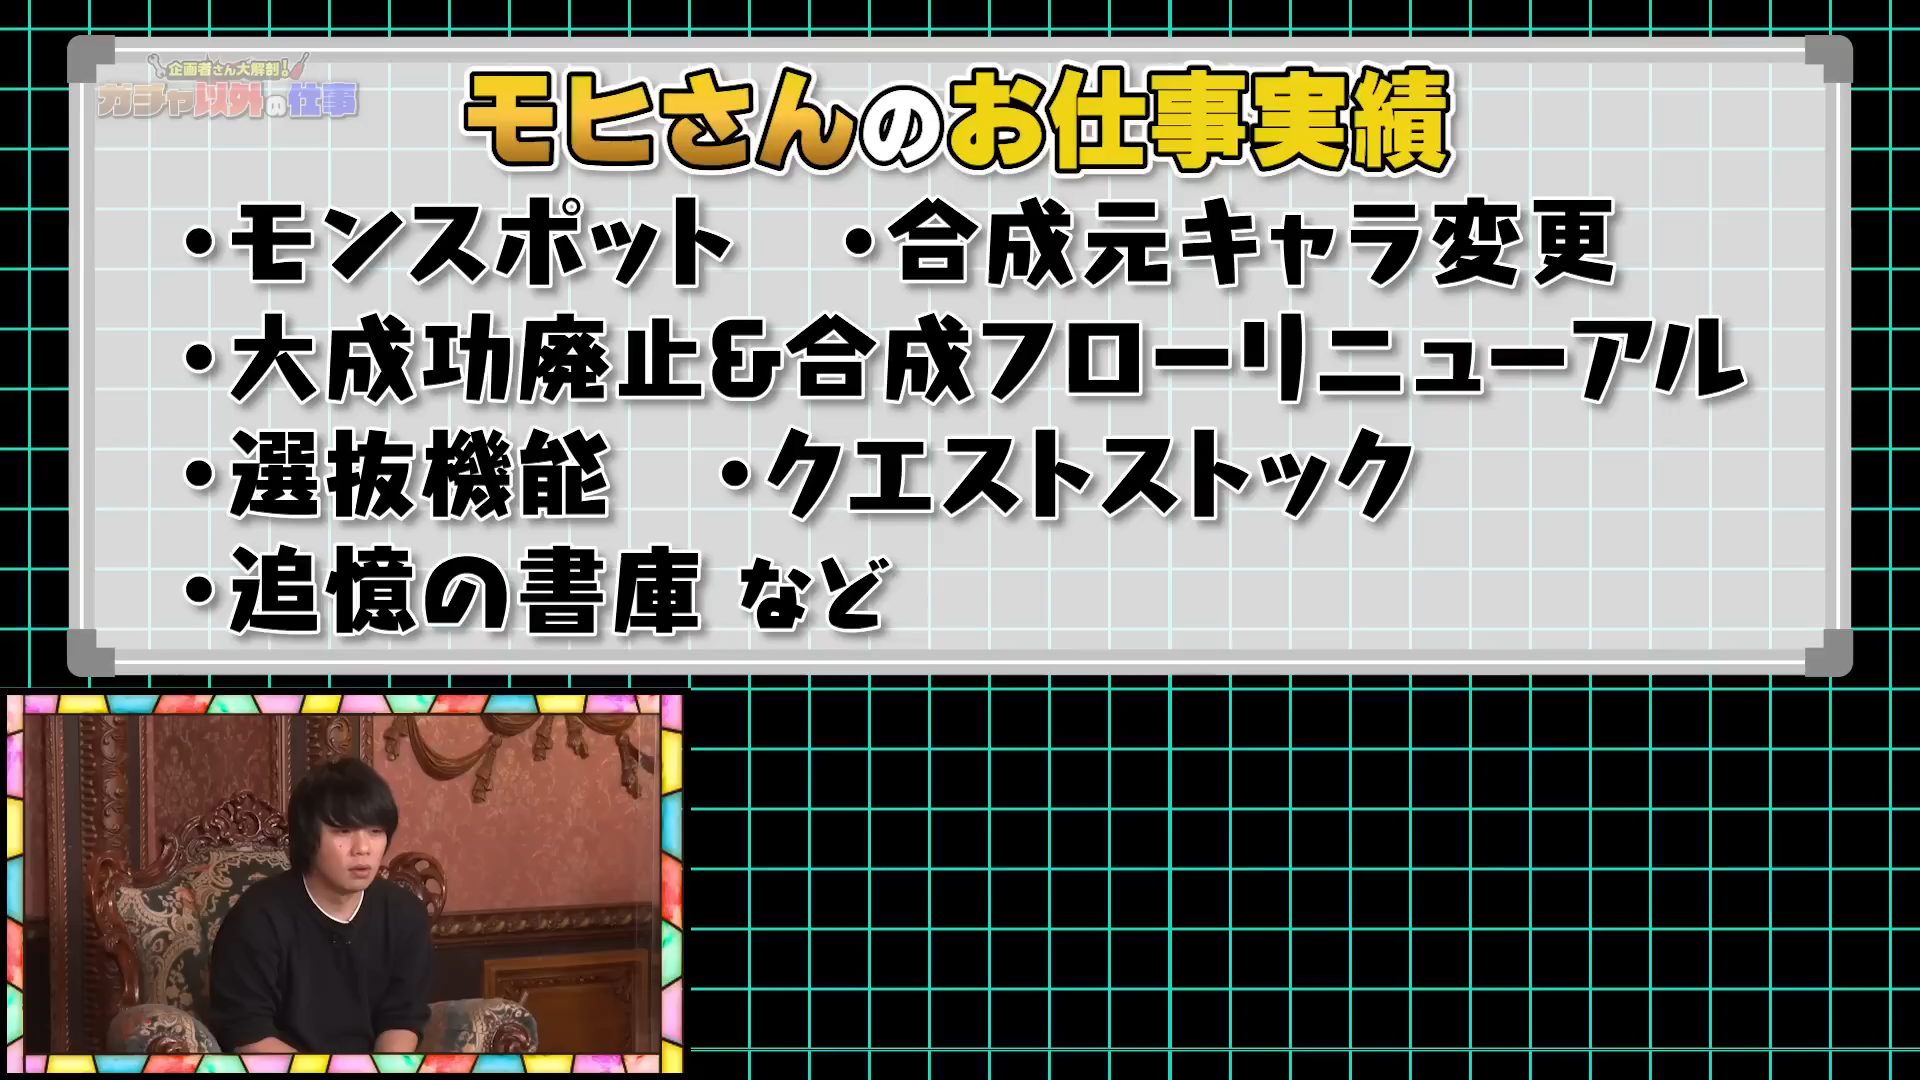 企画者さん大解剖!
ガチャ以外の仕事
モヒさんのお仕事実績
・モンスポット ・合成元キャラ変更
・大成功廃止&合成フローリニューアル
・選抜機能 ・クエストストック
・追憶の書庫 など